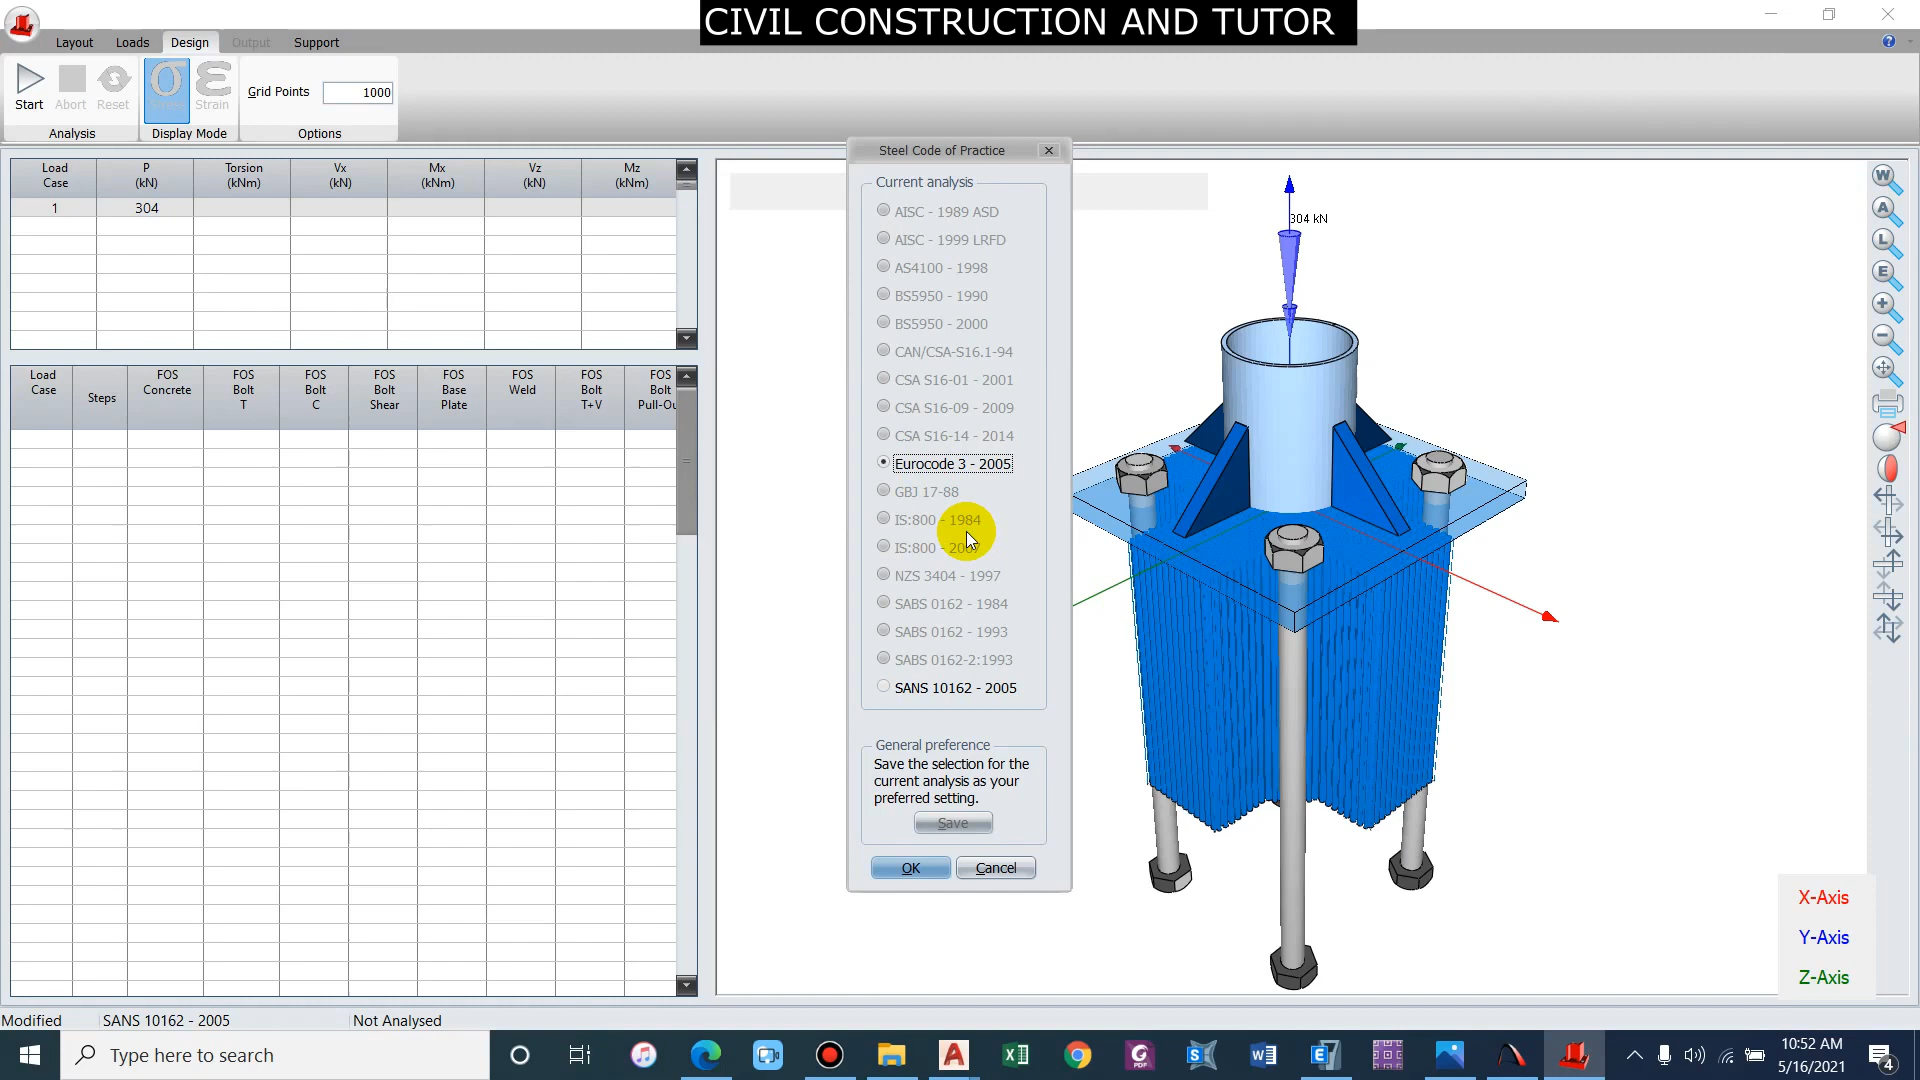 CIVIL CONSTRUCTION AND TUTOR
Layout Loads Design Output Support
Start Abort Reset Stress Strain Grid Points 1000
Analysis Display Mode Options
Load Case P (kN) Torsion (kNm) Vx (kN) Mx (kNm) Vz (kN) Mz (kNm)
1 304
Load Case Steps FOS Concrete FOS Bolt T FOS Bolt C FOS Bolt Shear FOS Base Plate FOS Weld FOS Bolt T+V FOS Bolt Pull-Ou
Modified SANS 10162 - 2005 Not Analysed
Steel Code of Practice
Current analysis
AISC - 1989 ASD
AISC - 1999 LRFD
AS4100 - 1998
BS5950 - 1990
BS5950 - 2000
CAN/CSA-S16.1-94
CSA S16-01 - 2001
CSA S16-09 - 2009
CSA S16-14 - 2014
Eurocode 3 - 2005
GBJ 17-88
IS:800 - 1984
IS:800 - 2007
NZS 3404 - 1997
SABS 0162 - 1984
SABS 0162 - 1993
SABS 0162-2:1993
SANS 10162 - 2005
General preference
Save the selection for the
current analysis as your
preferred setting.
Save
OK Cancel
304 kN
W
A
L
E
X-Axis
Y-Axis
Z-Axis
Type here to search
10:52 AM
5/16/2021
4